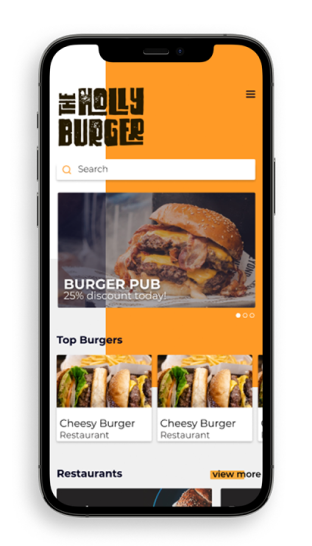 THE HOLLY
BURGER
Search
BURGER PUB
25% discount today!
Top Burgers
Cheesy Burger
Restaurant
Cheesy Burger
Restaurant
Restaurants
view more